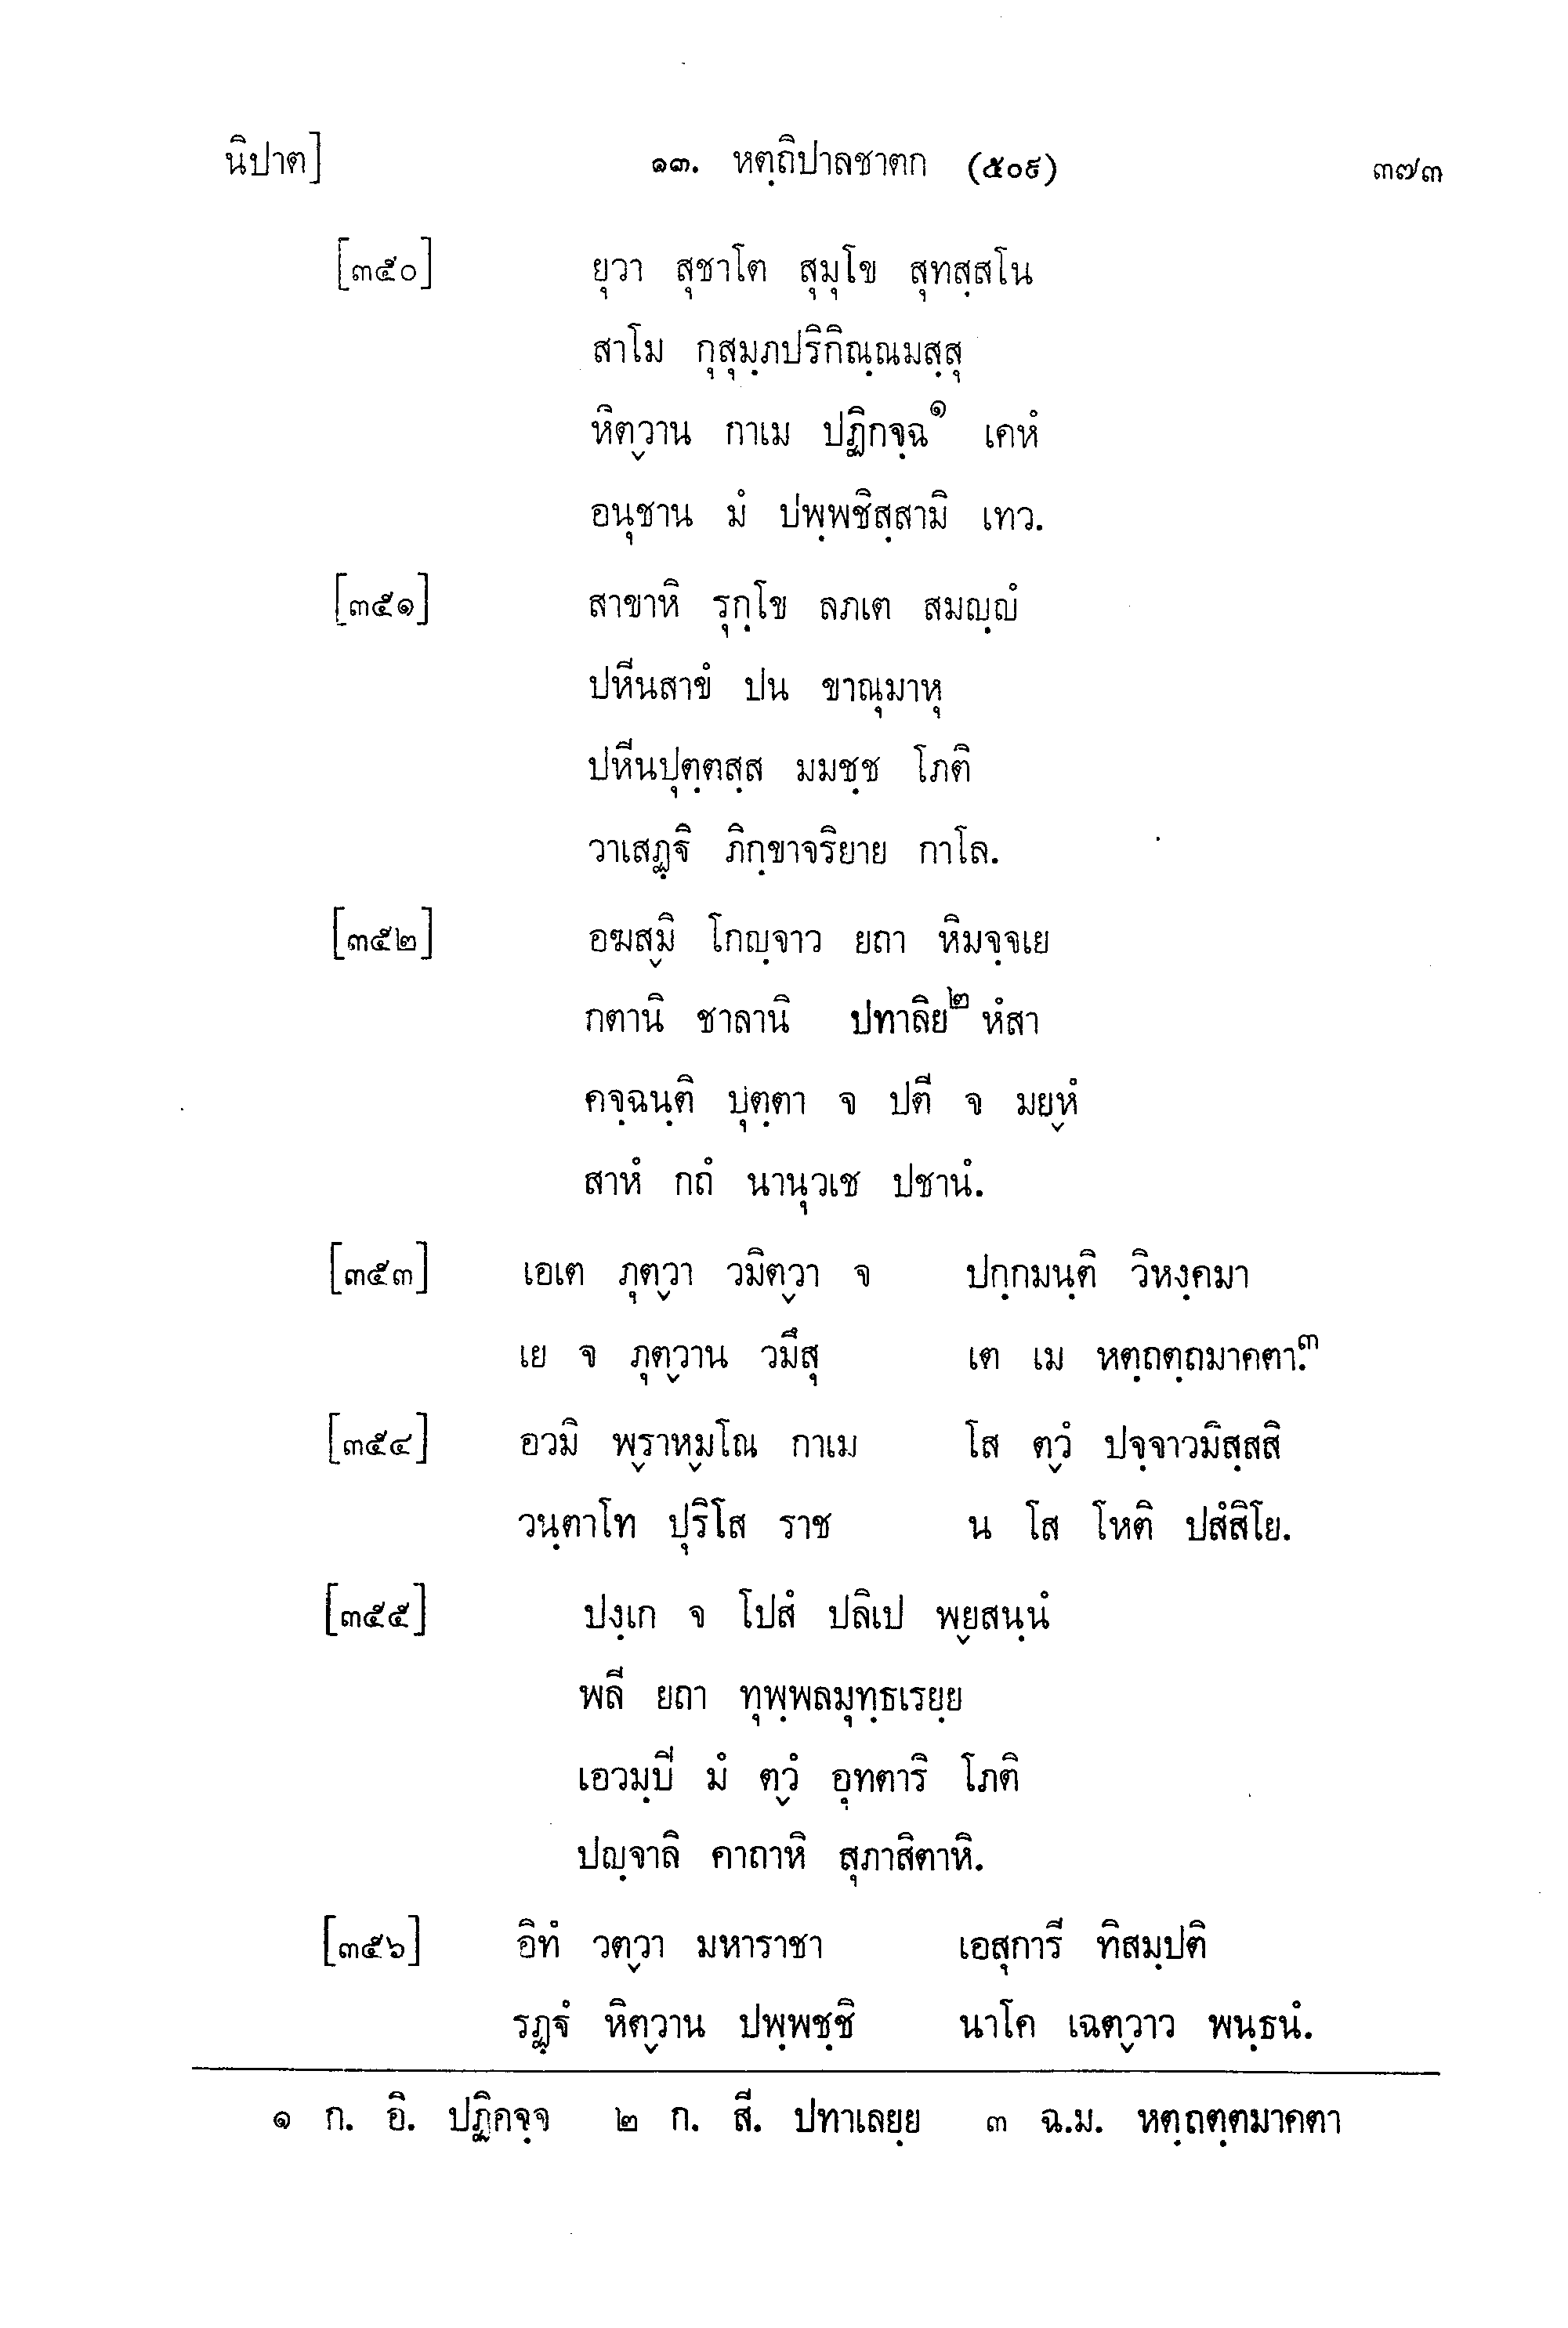 นิปาต] ๑๓. หตฺถิปาลชาตก (๕๐๙) ๓๗๓
[๓๕๐] ยุวา สุชาโต สุมุโข สุทสฺสโน
สาโม กุสุมฺภปริกิณฺณมสฺสุ
หิตฺวาน กาเม ปฏิกจฺฉ๑ เคหํ
อนุชาน มํ ปพฺพชิสฺสามิ เทว.
[๓๕๑] สาขาหิ รุกฺโข ลภเต สมญฺญํ
ปหีนสาขํ ปน ขาณุมาหุ
ปหีนปุตฺตสฺส มมชฺช โภติ
วาเสฏฺฐิ ภิกฺขาจริยาย กาโล.
[๓๕๒] อฆสฺมิ โกญฺจาว ยถา หิมจฺจเย
กตานิ ชาลานิ ปทาลิย๒ หํสา
คจฺฉนฺติ ปุตฺตา จ ปตี จ มยฺหํ
สาหํ กถํ นานุวเช ปชานํ.
[๓๕๓] เอเต ภุตฺวา วมิตฺวา จ ปกฺกมนฺติ วิหงฺคมา
เย จ ภุตฺวาน วมึสุ เต เม หตฺถตฺถมาคตา.๓
[๓๕๔] อวมิ พฺราหฺมโณ กาเม โส ตฺวํ ปจฺจาวมิสฺสสิ
วนฺตาโท ปุริโส ราช น โส โหติ ปสํสิโย.
[๓๕๕] ปงฺเก จ โปสํ ปลิเป พฺยสนฺนํ
พลี ยถา ทุพฺพลมุทฺธเรยฺย
เอวมฺปี มํ ตฺวํ อุทตาริ โภติ
ปญฺจาลิ คาถาหิ สุภาสิตาหิ.
[๓๕๖] อิทํ วตฺวา มหาราชา เอสุการี ทิสมฺปติ
รฏฺฐํ หิตฺวาน ปพฺพชฺชิ นาโค เฉตฺวาว พนฺธนํ.
๑ ก. อิ. ปฏิคจฺจ ๒ ก. สี. ปทาเลยฺย ๓ ฉ.ม. หตฺถตฺตมาคตา